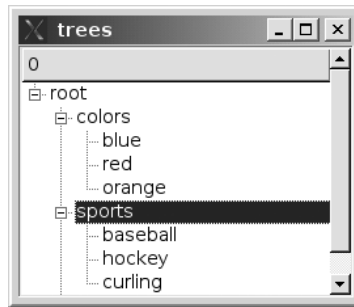 trees
0
root
colors
blue
red
orange
sports
baseball
hockey
curling